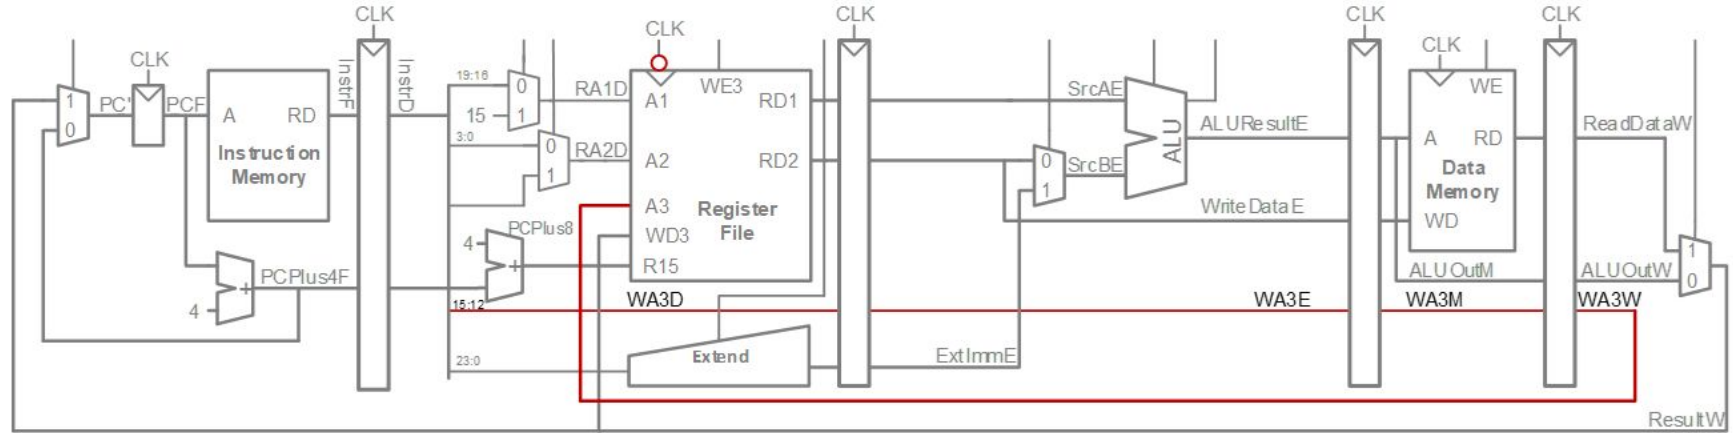 CLK
CLK
CLK
CLK
CLK
CLK
CLK
1
0
PC'
PCF
A
RD
Instruction
Memory
InstrF
InstrD
4
+
PCPlus4F
19:16
0
15
1
RA1D
3:0
0
1
RA2D
4
+
PCPlus8
15:12
WA3D
23:0
Extend
A1
WE3
RD1
A2
RD2
A3
Register
File
WD3
R15
SrcAE
0
1
SrcBE
ALU
ALUResultE
WriteDataE
ExtImmE
WA3E
WE
A
RD
Data
Memory
WD
ALUOutM
WA3M
ReadDataW
ALUOutW
WA3W
1
0
ResultW